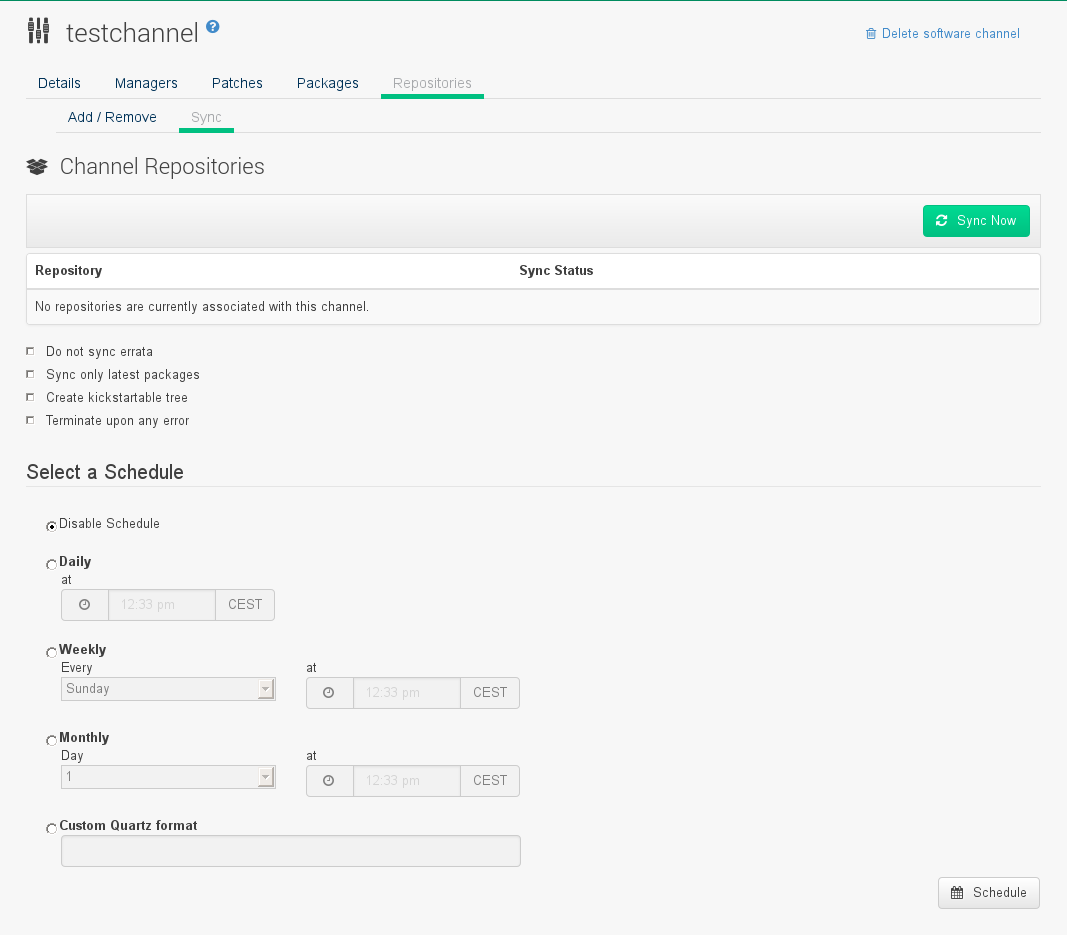 testchannel ?
Delete software channel
Details Managers Patches Packages Repositories
Add / Remove Sync
Channel Repositories
Sync Now
Repository Sync Status
No repositories are currently associated with this channel.
Do not sync errata
Sync only latest packages
Create kickstartable tree
Terminate upon any error
Select a Schedule
Disable Schedule
Daily
at
12:33 pm CEST
Weekly
Every at
Sunday 12:33 pm CEST
Monthly
Day at
1 12:33 pm CEST
Custom Quartz format
Schedule